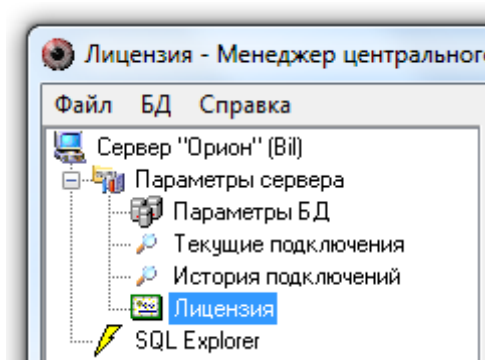 Лицензия - Менеджер центрального
Файл БД Справка
Сервер "Орион" (Bil)
Параметры сервера
Параметры БД
Текущие подключения
История подключений
Лицензия
SQL Explorer